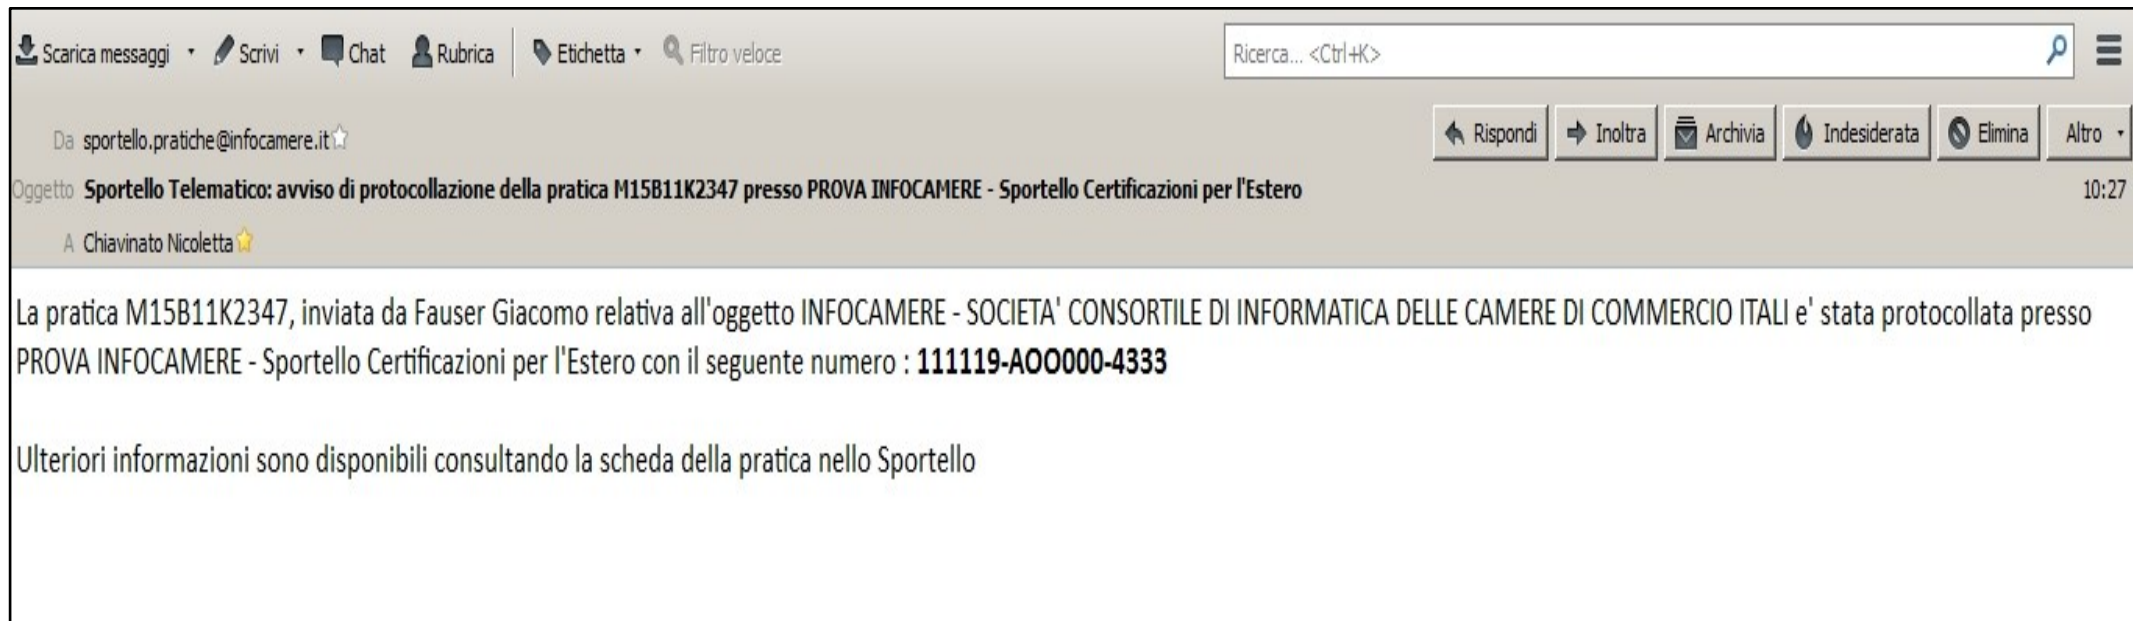 Scarica messaggi Scrivi Chat Rubrica Etichetta Filtro veloce Ricerca... <Ctrl+K>
Da sportello.pratiche@infocamere.it Rispondi Inoltra Archivia Indesiderata Elimina Altro
Oggetto Sportello Telematico: avviso di protocollazione della pratica M15B11K2347 presso PROVA INFOCAMERE - Sportello Certificazioni per l'Estero 10:27
A Chiavinato Nicoletta
La pratica M15B11K2347, inviata da Fauser Giacomo relativa all'oggetto INFOCAMERE - SOCIETA' CONSORTILE DI INFORMATICA DELLE CAMERE DI COMMERCIO ITALI e' stata protocollata presso
PROVA INFOCAMERE - Sportello Certificazioni per l'Estero con il seguente numero : 111119-AOO000-4333
Ulteriori informazioni sono disponibili consultando la scheda della pratica nello Sportello